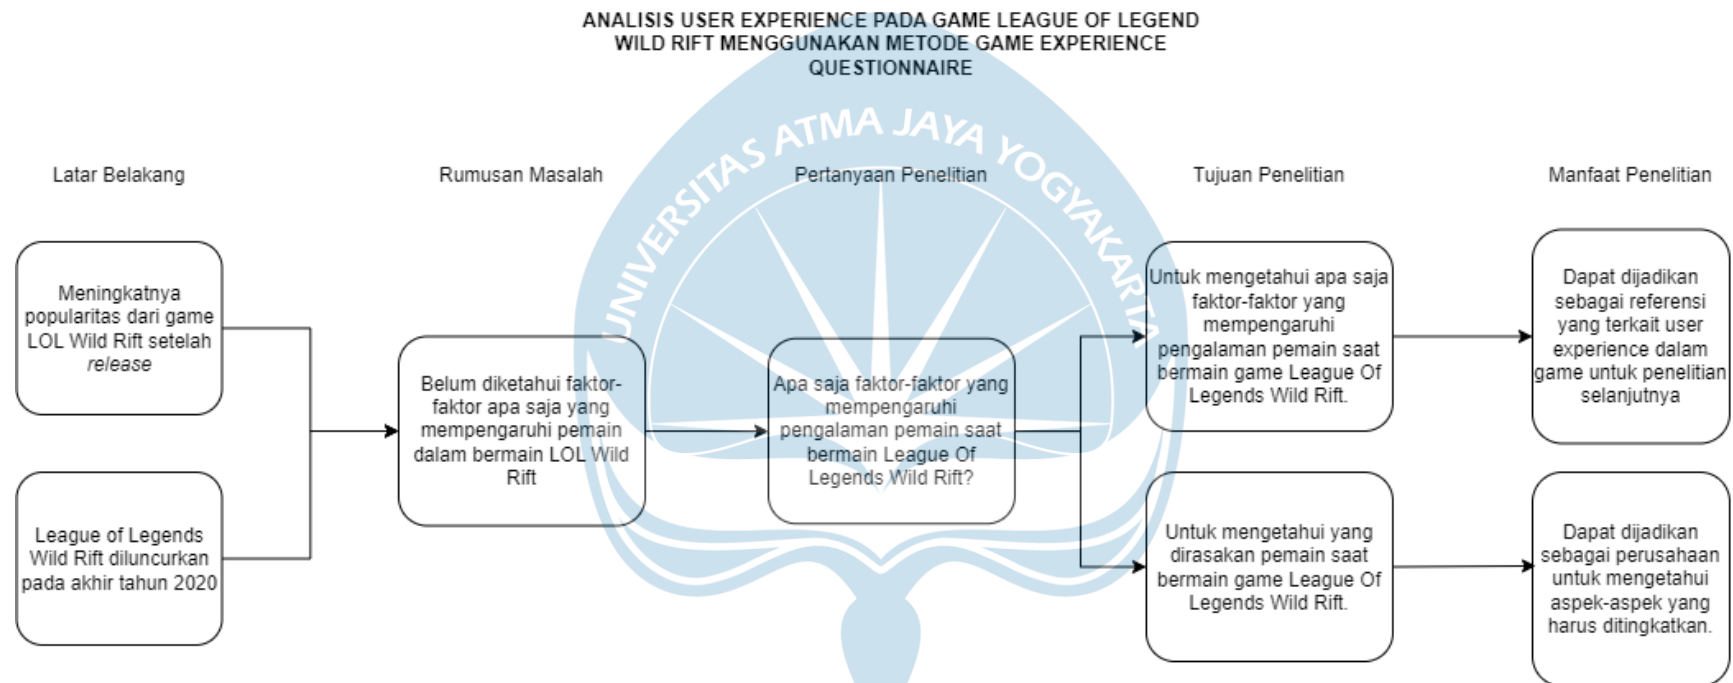 ANALISIS USER EXPERIENCE PADA GAME LEAGUE OF LEGEND
WILD RIFT MENGGUNAKAN METODE GAME EXPERIENCE
QUESTIONNAIRE
UNIVERSITAS ATMA JAYA YOGYAKARTA
Latar Belakang
Rumusan Masalah
Pertanyaan Penelitian
Tujuan Penelitian
Manfaat Penelitian
Meningkatnya
popularitas dari game
LOL Wild Rift setelah
release
League of Legends
Wild Rift diluncurkan
pada akhir tahun 2020
Belum diketahui faktor-
faktor apa saja yang
mempengaruhi pemain
dalam bermain LOL Wild
Rift
Apa saja faktor-faktor yang
mempengaruhi
pengalaman pemain saat
bermain League Of
Legends Wild Rift?
Untuk mengetahui apa saja
faktor-faktor yang
mempengaruhi
pengalaman pemain saat
bermain game League Of
Legends Wild Rift.
Untuk mengetahui yang
dirasakan pemain saat
bermain game League Of
Legends Wild Rift.
Dapat dijadikan
sebagai referensi
yang terkait user
experience dalam
game untuk penelitian
selanjutnya
Dapat dijadikan
sebagai perusahaan
untuk mengetahui
aspek-aspek yang
harus ditingkatkan.